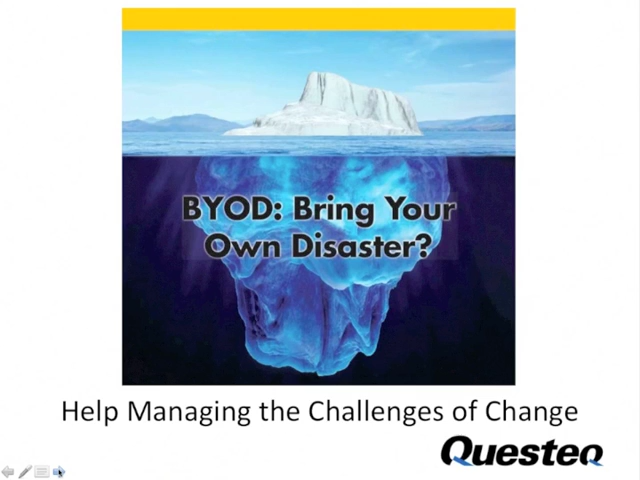 BYOD: Bring Your
Own Disaster?
Help Managing the Challenges of Change
Questeq